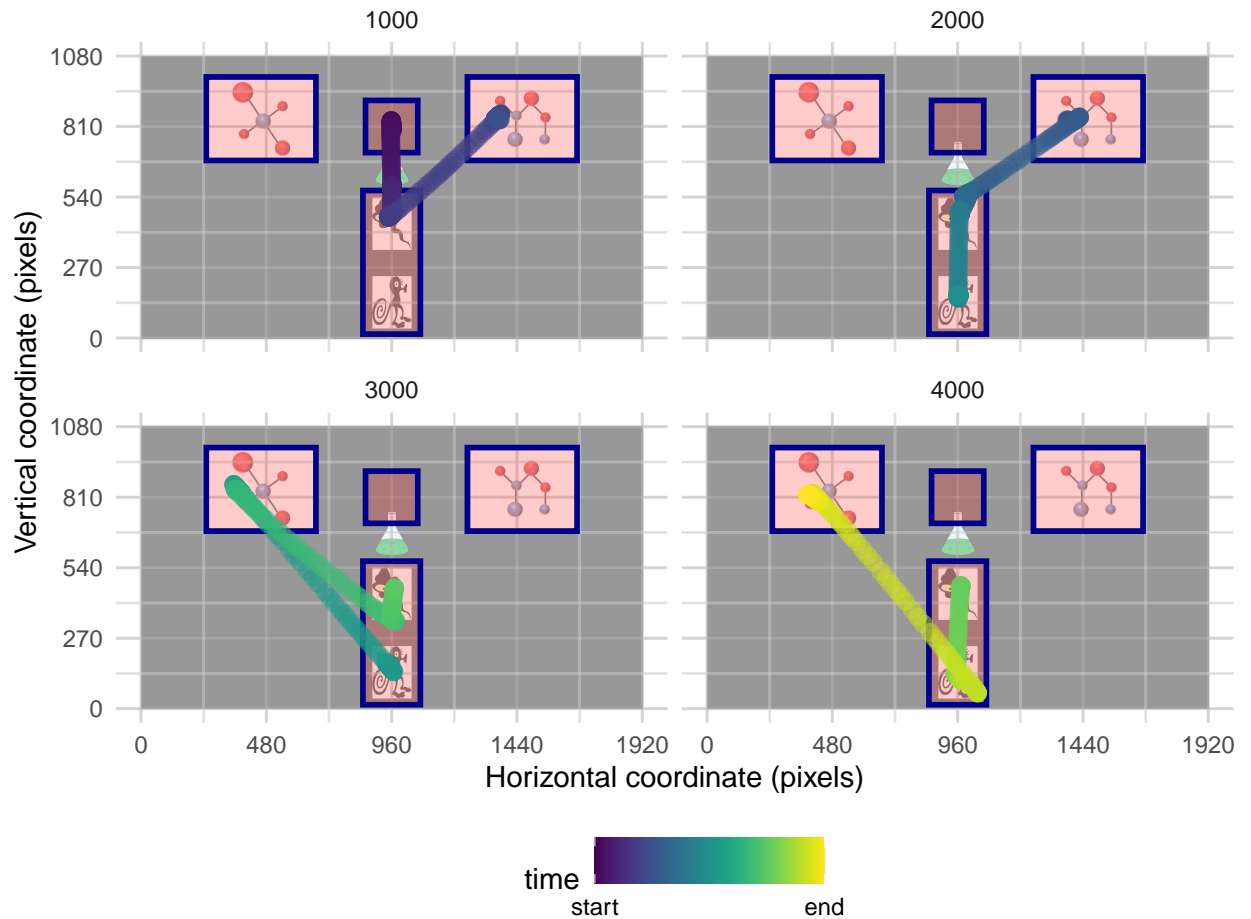 1000 2000
1080
810
540
270
0
Vertical coordinate (pixels)
3000 4000
1080
810
540
270
0
0 480 960 1440 1920 0 480 960 1440 1920
Horizontal coordinate (pixels)
time
start end